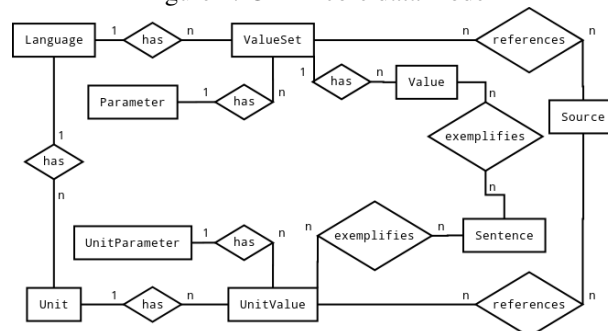 Language 1 has n ValueSet n references n
1 has n Value n
Parameter 1 has n
Source
exemplifies
1
has
n
n
UnitParameter 1 has n
n exemplifies n Sentence
Unit 1 has n UnitValue n references n